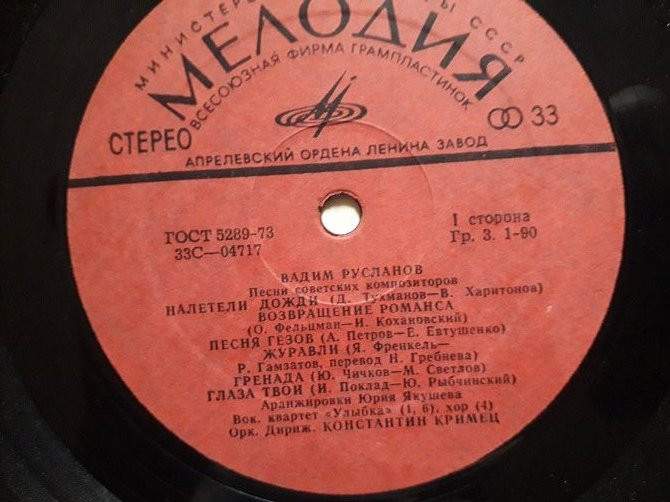 МИНИСТЕР Ы СССР
МЕЛОДИЯ
ВСЕСОЮЗНАЯ ФИРМА ГРАМПЛАСТИНОК
СТЕРЕО
33
АПРЕЛЕВСКИЙ ОРДЕНА ЛЕНИНА ЗАВОД
ГОСТ 5289-73
33С—04717
I сторона
Гр. 3. 1-90
ВАДИМ РУСЛАНОВ
Песни советских композиторов
НАЛЕТЕЛИ ДОЖДИ (Д. Тухманов—В. Харитонов)
ВОЗВРАЩЕНИЕ РОМАНСА
(О. Фельцман—И. Кохановский)
ПЕСНЯ ГЕЗОВ (А. Петров—Е. Евтушенко)
ЖУРАВЛИ (Я. Френкель—
Р. Гамзатов, перевод Н. Гребнева)
ГРЕНАДА (Ю. Чичков—М. Светлов)
ГЛАЗА ТВОИ (И. Поклад—Ю. Рыбчинский)
Аранжировки Юрия Якушева
Вок. квартет «Улыбка» (1, 6), хор (4)
Орк. Дириж. КОНСТАНТИН КРИМЕЦ